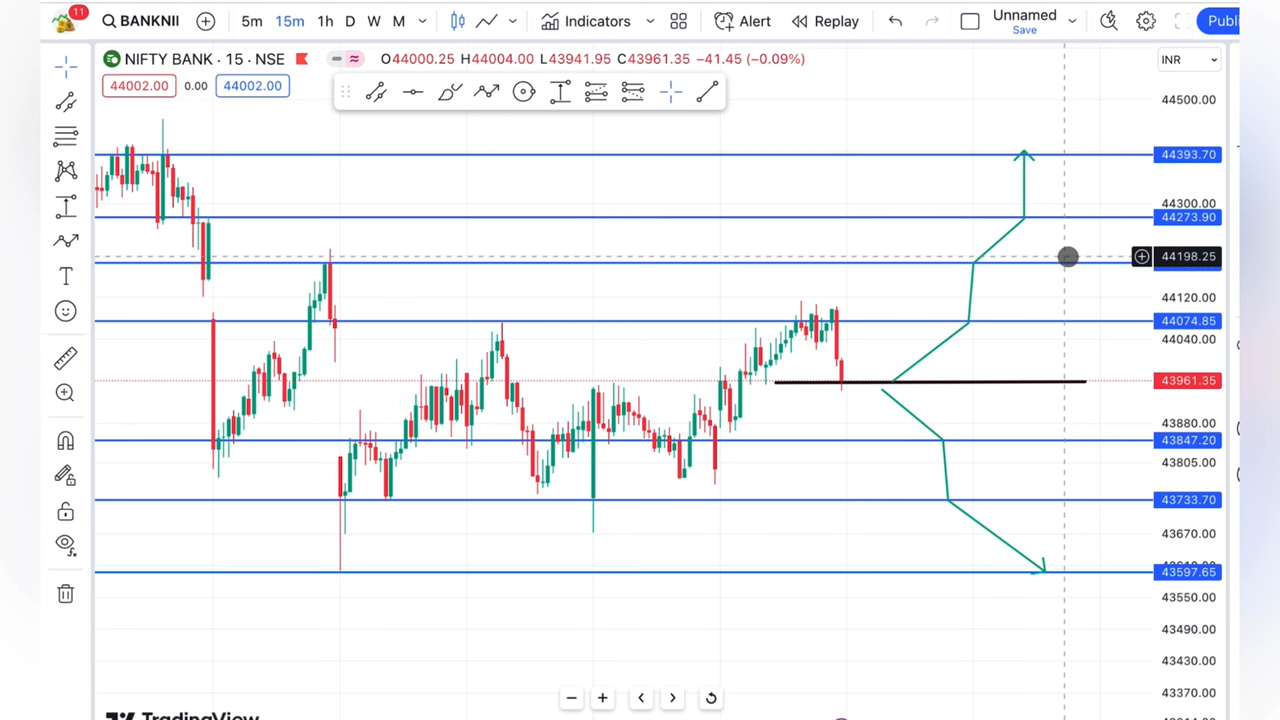 11
BANKNII
5m 15m 1h D W M
Indicators
Alert
Replay
Unnamed
Save
Publi
NIFTY BANK · 15 · NSE
O44000.25 H44004.00 L43941.95 C43961.35 −41.45 (−0.09%)
INR
44002.00 0.00 44002.00
44500.00
44393.70
44300.00
44273.90
44198.25
44120.00
44074.85
44040.00
43961.35
43880.00
43847.20
43805.00
43733.70
43670.00
43597.65
43550.00
43490.00
43430.00
43370.00
TradingView